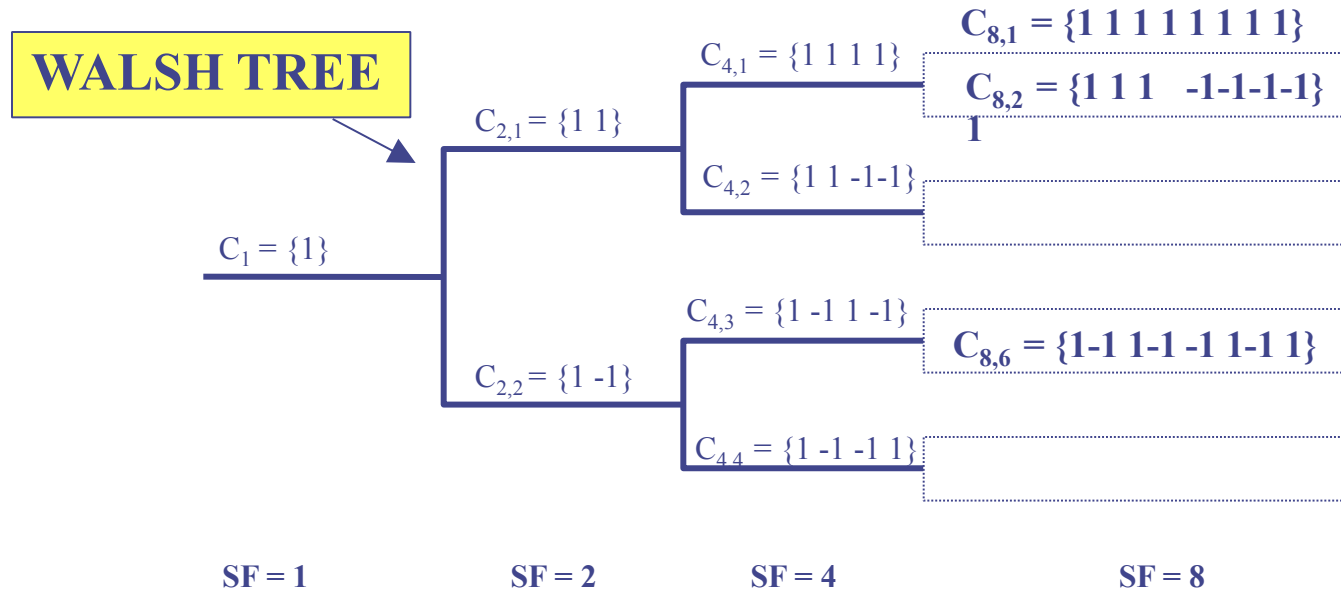 WALSH TREE
C₁ = {1}
C₂,₁ = {1 1}
C₂,₂ = {1 -1}
C₄,₁ = {1 1 1 1}
C₄,₂ = {1 1 -1-1}
C₄,₃ = {1 -1 1 -1}
C₄ ₄ = {1 -1 -1 1}
C₈,₁ = {1 1 1 1 1 1 1 1}
C₈,₂ = {1 1 1 -1-1-1-1}
1
C₈,₆ = {1-1 1-1 -1 1-1 1}
SF = 1
SF = 2
SF = 4
SF = 8